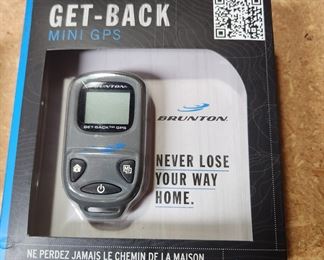 GET-BACK
MINI GPS
BRUNTON
GET-BACK™ GPS
BRUNTON
NEVER LOSE
YOUR WAY
HOME.
NE PERDEZ JAMAIS LE CHEMIN DE LA MAISON